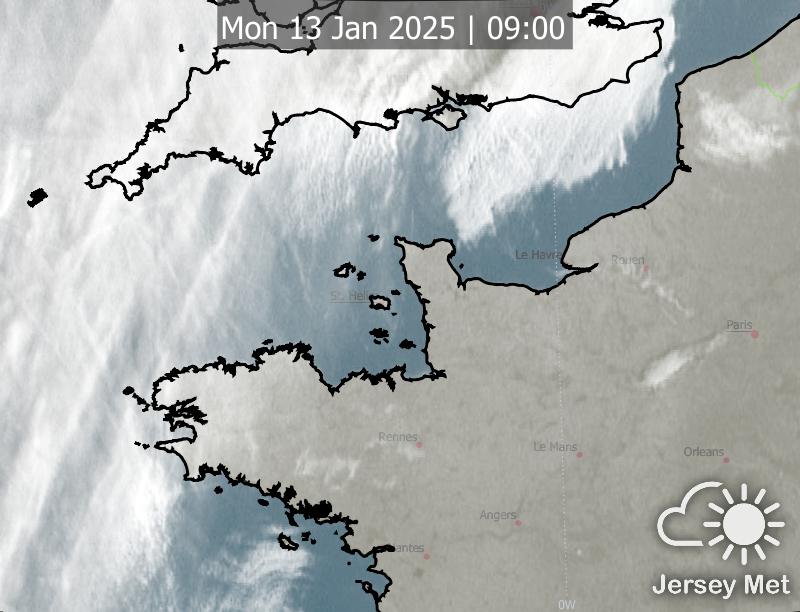 Mon 13 Jan 2025 | 09:00
Le Havre
Rouen
St. Helier
Paris
Rennes
Le Mans
Orleans
Angers
Nantes
0W
Jersey Met